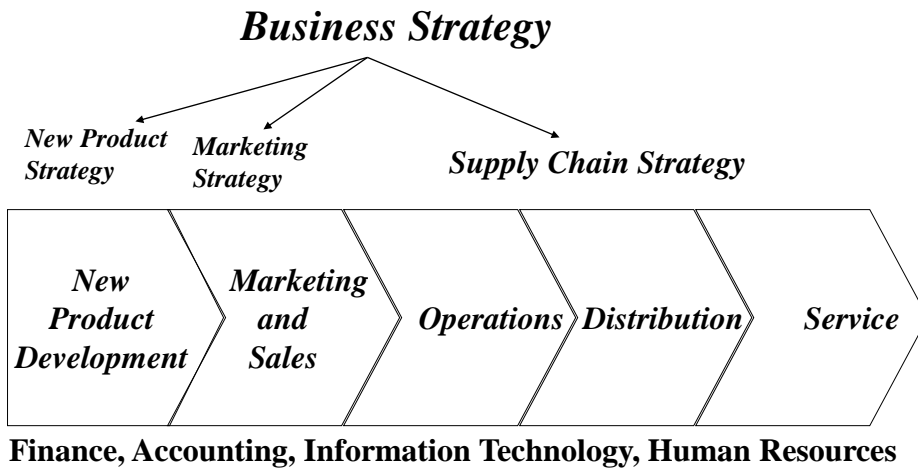 Business Strategy
New Product
Strategy
Marketing
Strategy
Supply Chain Strategy
New
Product
Development
Marketing
and
Sales
Operations
Distribution
Service
Finance, Accounting, Information Technology, Human Resources